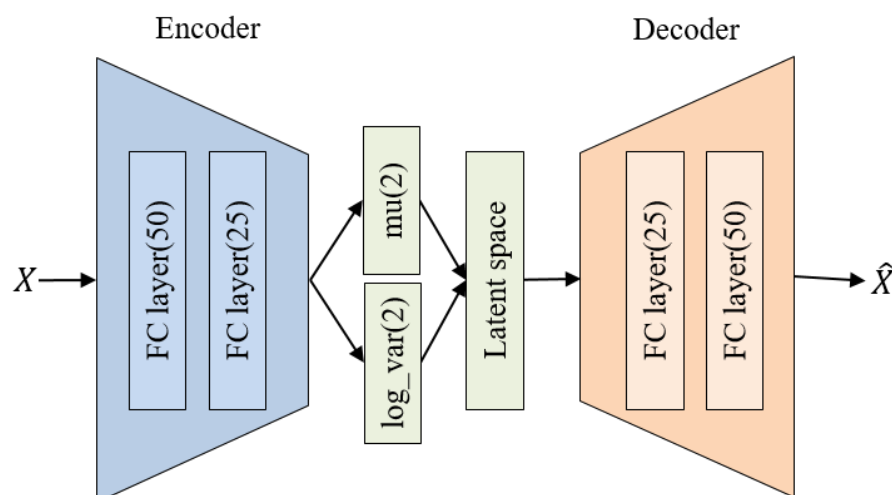 Encoder
Decoder
X
FC layer(50)
FC layer(25)
mu(2)
log_var(2)
Latent space
FC layer(25)
FC layer(50)
X̂